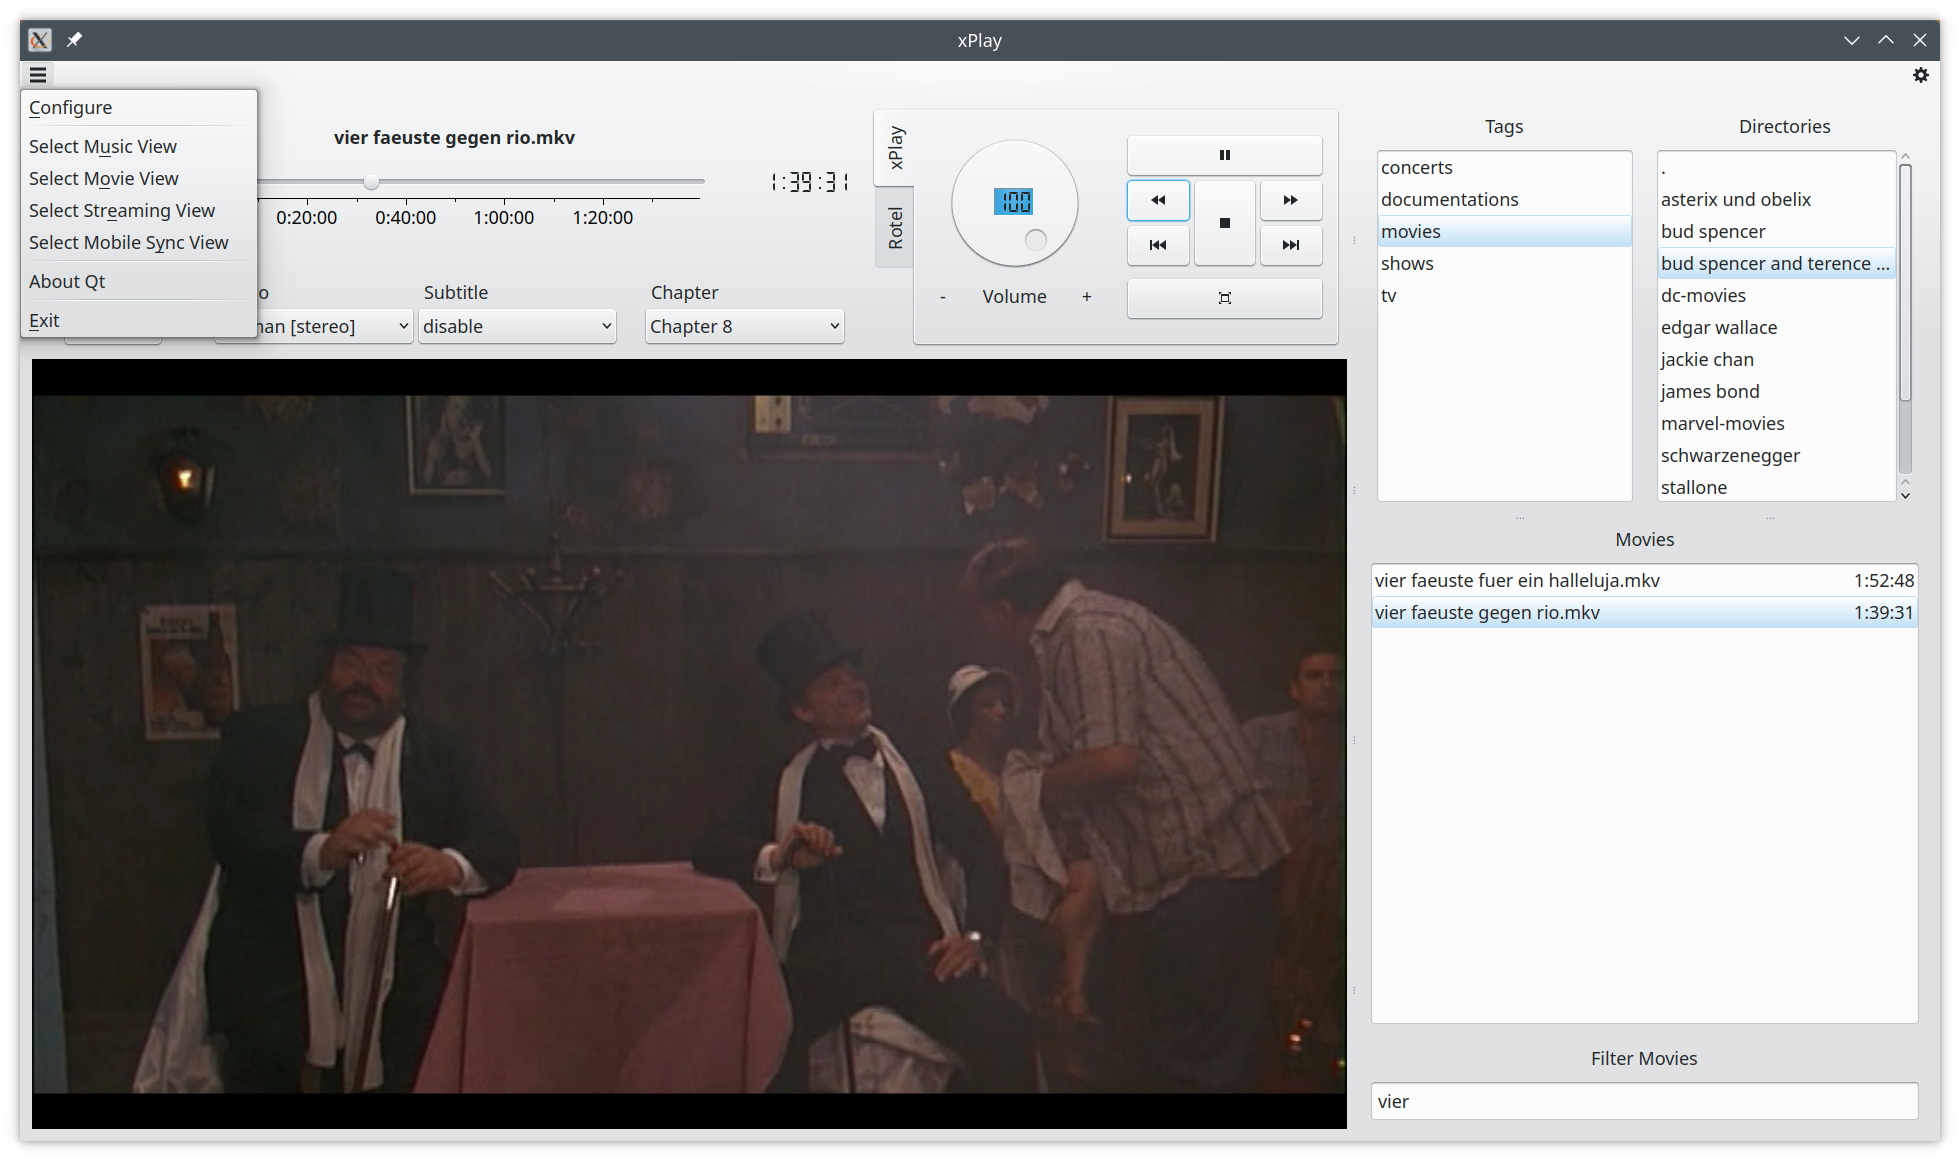 xPlay
Configure
Select Music View
Select Movie View
Select Streaming View
Select Mobile Sync View
About Qt
Exit
vier faeuste gegen rio.mkv
1:39:31
0:20:00 0:40:00 1:00:00 1:20:00
o Subtitle Chapter
nan [stereo] disable Chapter 8
xPlay
Rotel
100
- Volume +
Tags
concerts
documentations
movies
shows
tv
Directories
.
asterix und obelix
bud spencer
bud spencer and terence ...
dc-movies
edgar wallace
jackie chan
james bond
marvel-movies
schwarzenegger
stallone
Movies
vier faeuste fuer ein halleluja.mkv 1:52:48
vier faeuste gegen rio.mkv 1:39:31
Filter Movies
vier